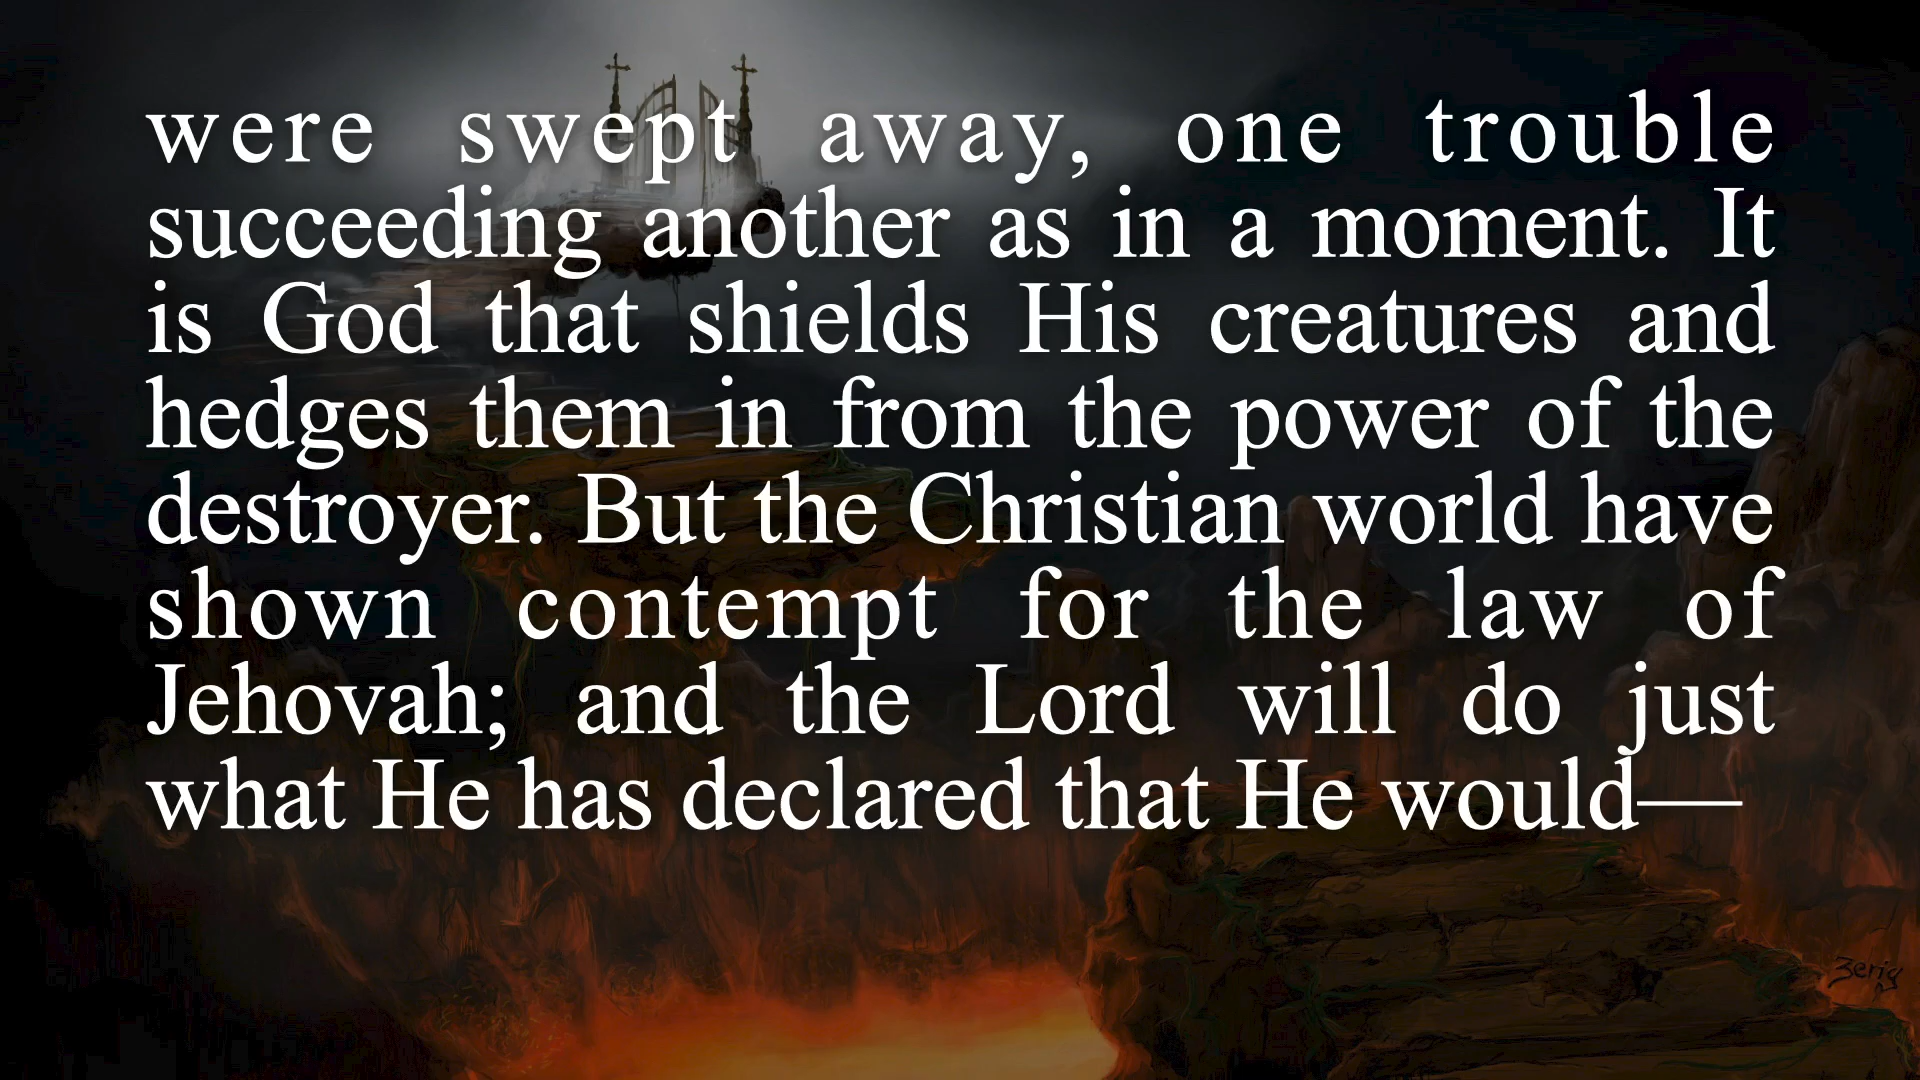 were swept away, one trouble
succeeding another as in a moment. It
is God that shields His creatures and
hedges them in from the power of the
destroyer. But the Christian world have
shown contempt for the law of
Jehovah; and the Lord will do just
what He has declared that He would—
Zerig